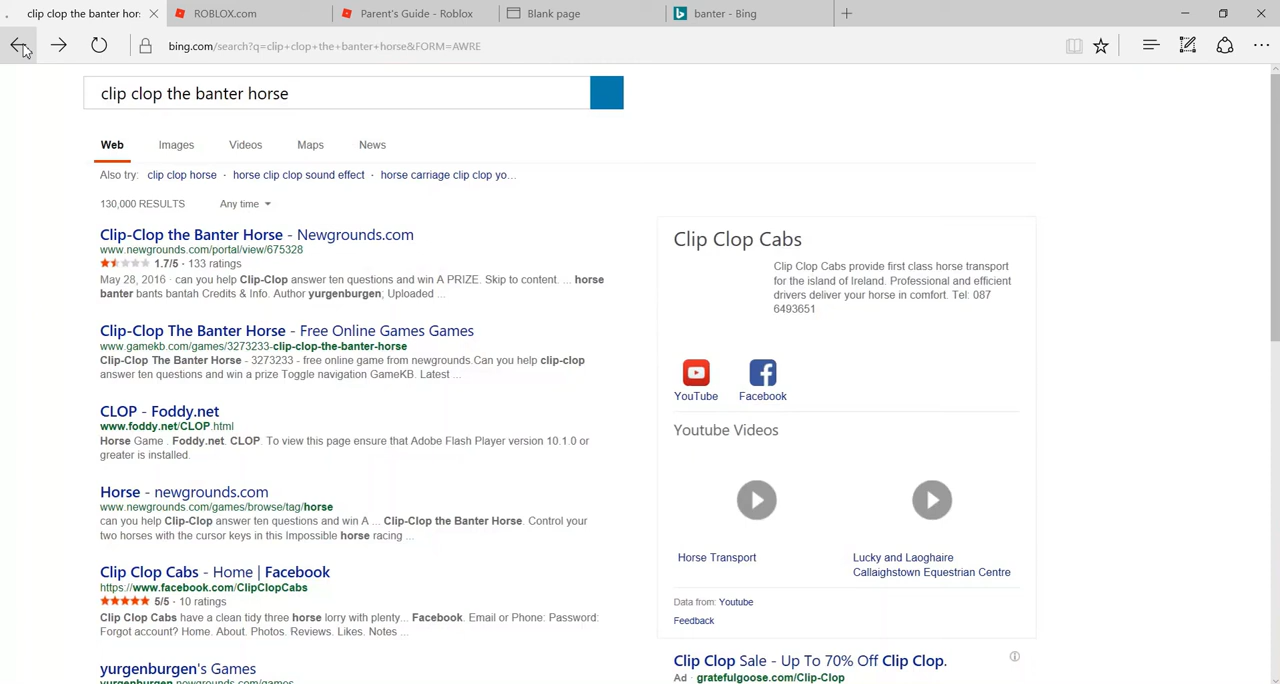 clip clop the banter hors
ROBLOX.com
Parent's Guide - Roblox
Blank page
banter - Bing
bing.com/search?q=clip+clop+the+banter+horse&FORM=AWRE
clip clop the banter horse
Web Images Videos Maps News
Also try: clip clop horse · horse clip clop sound effect · horse carriage clip clop yo...
130,000 RESULTS Any time
Clip-Clop the Banter Horse - Newgrounds.com
www.newgrounds.com/portal/view/675328
1.7/5 · 133 ratings
May 28, 2016 · can you help Clip-Clop answer ten questions and win A PRIZE. Skip to content. ... horse
banter bants bantah Credits & Info. Author yurgenburgen; Uploaded ...
Clip-Clop The Banter Horse - Free Online Games Games
www.gamekb.com/games/3273233-clip-clop-the-banter-horse
Clip-Clop The Banter Horse - 3273233 - free online game from newgrounds.Can you help clip-clop
answer ten questions and win a prize Toggle navigation GameKB. Latest ...
CLOP - Foddy.net
www.foddy.net/CLOP.html
Horse Game . Foddy.net. CLOP. To view this page ensure that Adobe Flash Player version 10.1.0 or
greater is installed.
Horse - newgrounds.com
www.newgrounds.com/games/browse/tag/horse
can you help Clip-Clop answer ten questions and win A ... Clip-Clop the Banter Horse. Control your
two horses with the cursor keys in this Impossible horse racing ...
Clip Clop Cabs - Home | Facebook
https://www.facebook.com/ClipClopCabs
5/5 · 10 ratings
Clip Clop Cabs have a clean tidy three horse lorry with plenty... Facebook. Email or Phone: Password:
Forgot account? Home. About. Photos. Reviews. Likes. Notes ...
yurgenburgen's Games
yurgenburgen.newgrounds.com/games
Clip Clop Cabs
Clip Clop Cabs provide first class horse transport
for the island of Ireland. Professional and efficient
drivers deliver your horse in comfort. Tel: 087
6493651
YouTube Facebook
Youtube Videos
Horse Transport
Lucky and Laoghaire
Callaighstown Equestrian Centre
Data from: Youtube
Feedback
Clip Clop Sale - Up To 70% Off Clip Clop.
Ad · gratefulgoose.com/Clip-Clop